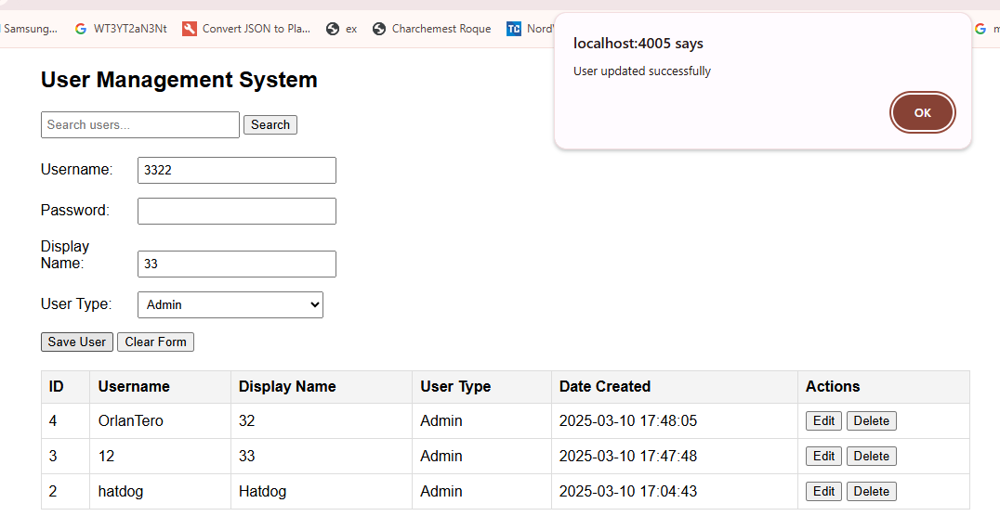 Samsung...
WT3YT2aN3Nt
Convert JSON to Pla...
ex
Charchemest Roque
NordV
localhost:4005 says
User updated successfully
OK
User Management System
Search users...
Search
Username:
3322
Password:
Display Name:
33
User Type:
Admin
Save User
Clear Form
ID Username Display Name User Type Date Created Actions
4 OrlanTero 32 Admin 2025-03-10 17:48:05 Edit Delete
3 12 33 Admin 2025-03-10 17:47:48 Edit Delete
2 hatdog Hatdog Admin 2025-03-10 17:04:43 Edit Delete